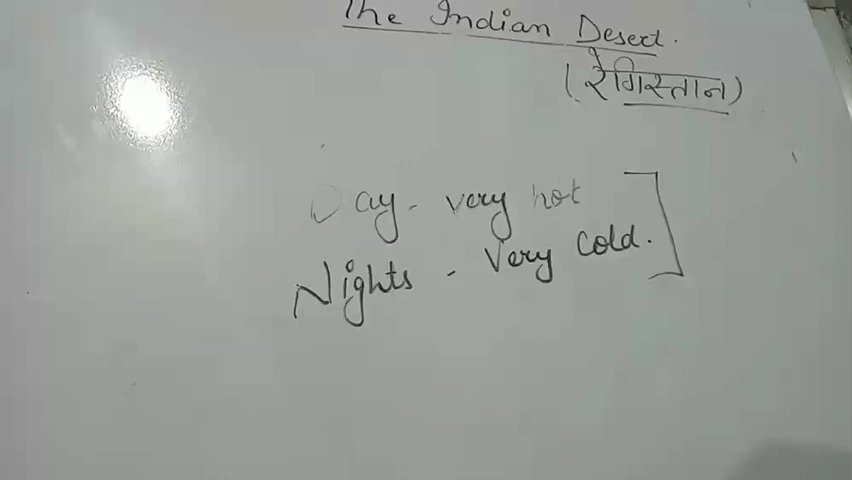 The Indian Desert.
(रेगिस्तान)
Day - very hot
Nights - Very Cold.